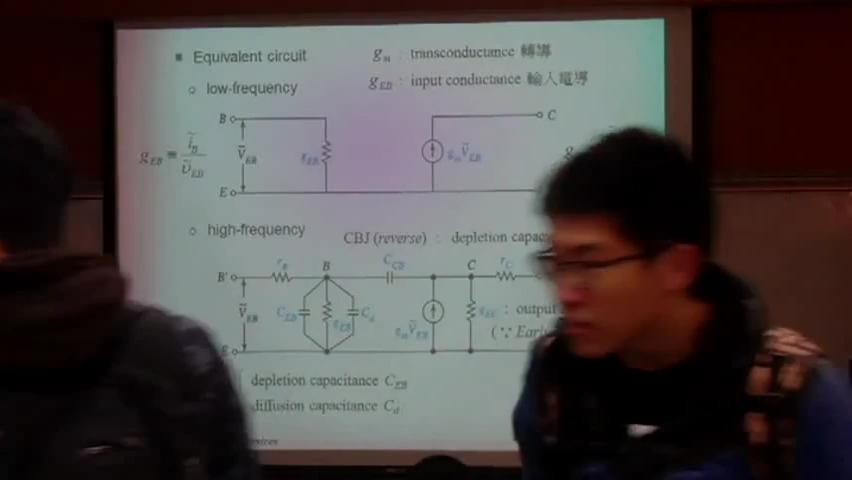 Equivalent circuit
g_m : transconductance 轉導
low-frequency
g_EB : input conductance 輸入電導
B
C
g_EB ≡ ĩ_B / ṽ_EB
Ṽ_EB
g_EB
g_m Ṽ_EB
E
high-frequency
CBJ (reverse) : depletion
B'
r_B
B
C_CB
C
r_C
Ṽ_EB
C_EB
g_EB
C_d
g_m Ṽ_EB
g_EC : output
(∵
E
depletion capacitance C_EB
diffusion capacitance C_d